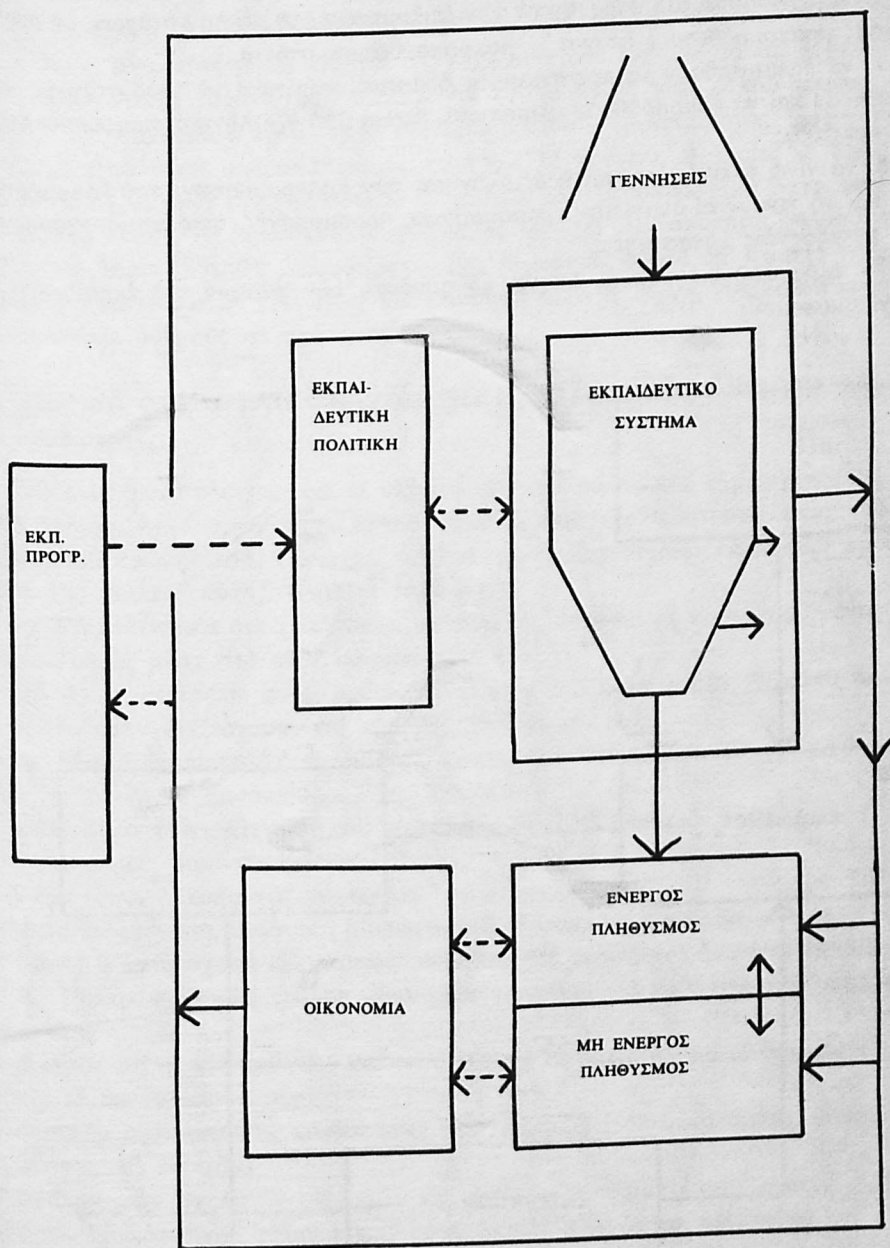 ΓΕΝΝΗΣΕΙΣ
ΕΚΠΑΙ-
ΔΕΥΤΙΚΗ
ΠΟΛΙΤΙΚΗ
ΕΚΠΑΙΔΕΥΤΙΚΟ
ΣΥΣΤΗΜΑ
ΕΚΠ.
ΠΡΟΓΡ.
ΕΝΕΡΓΟΣ
ΠΛΗΘΥΣΜΟΣ
ΟΙΚΟΝΟΜΙΑ
ΜΗ ΕΝΕΡΓΟΣ
ΠΛΗΘΥΣΜΟΣ